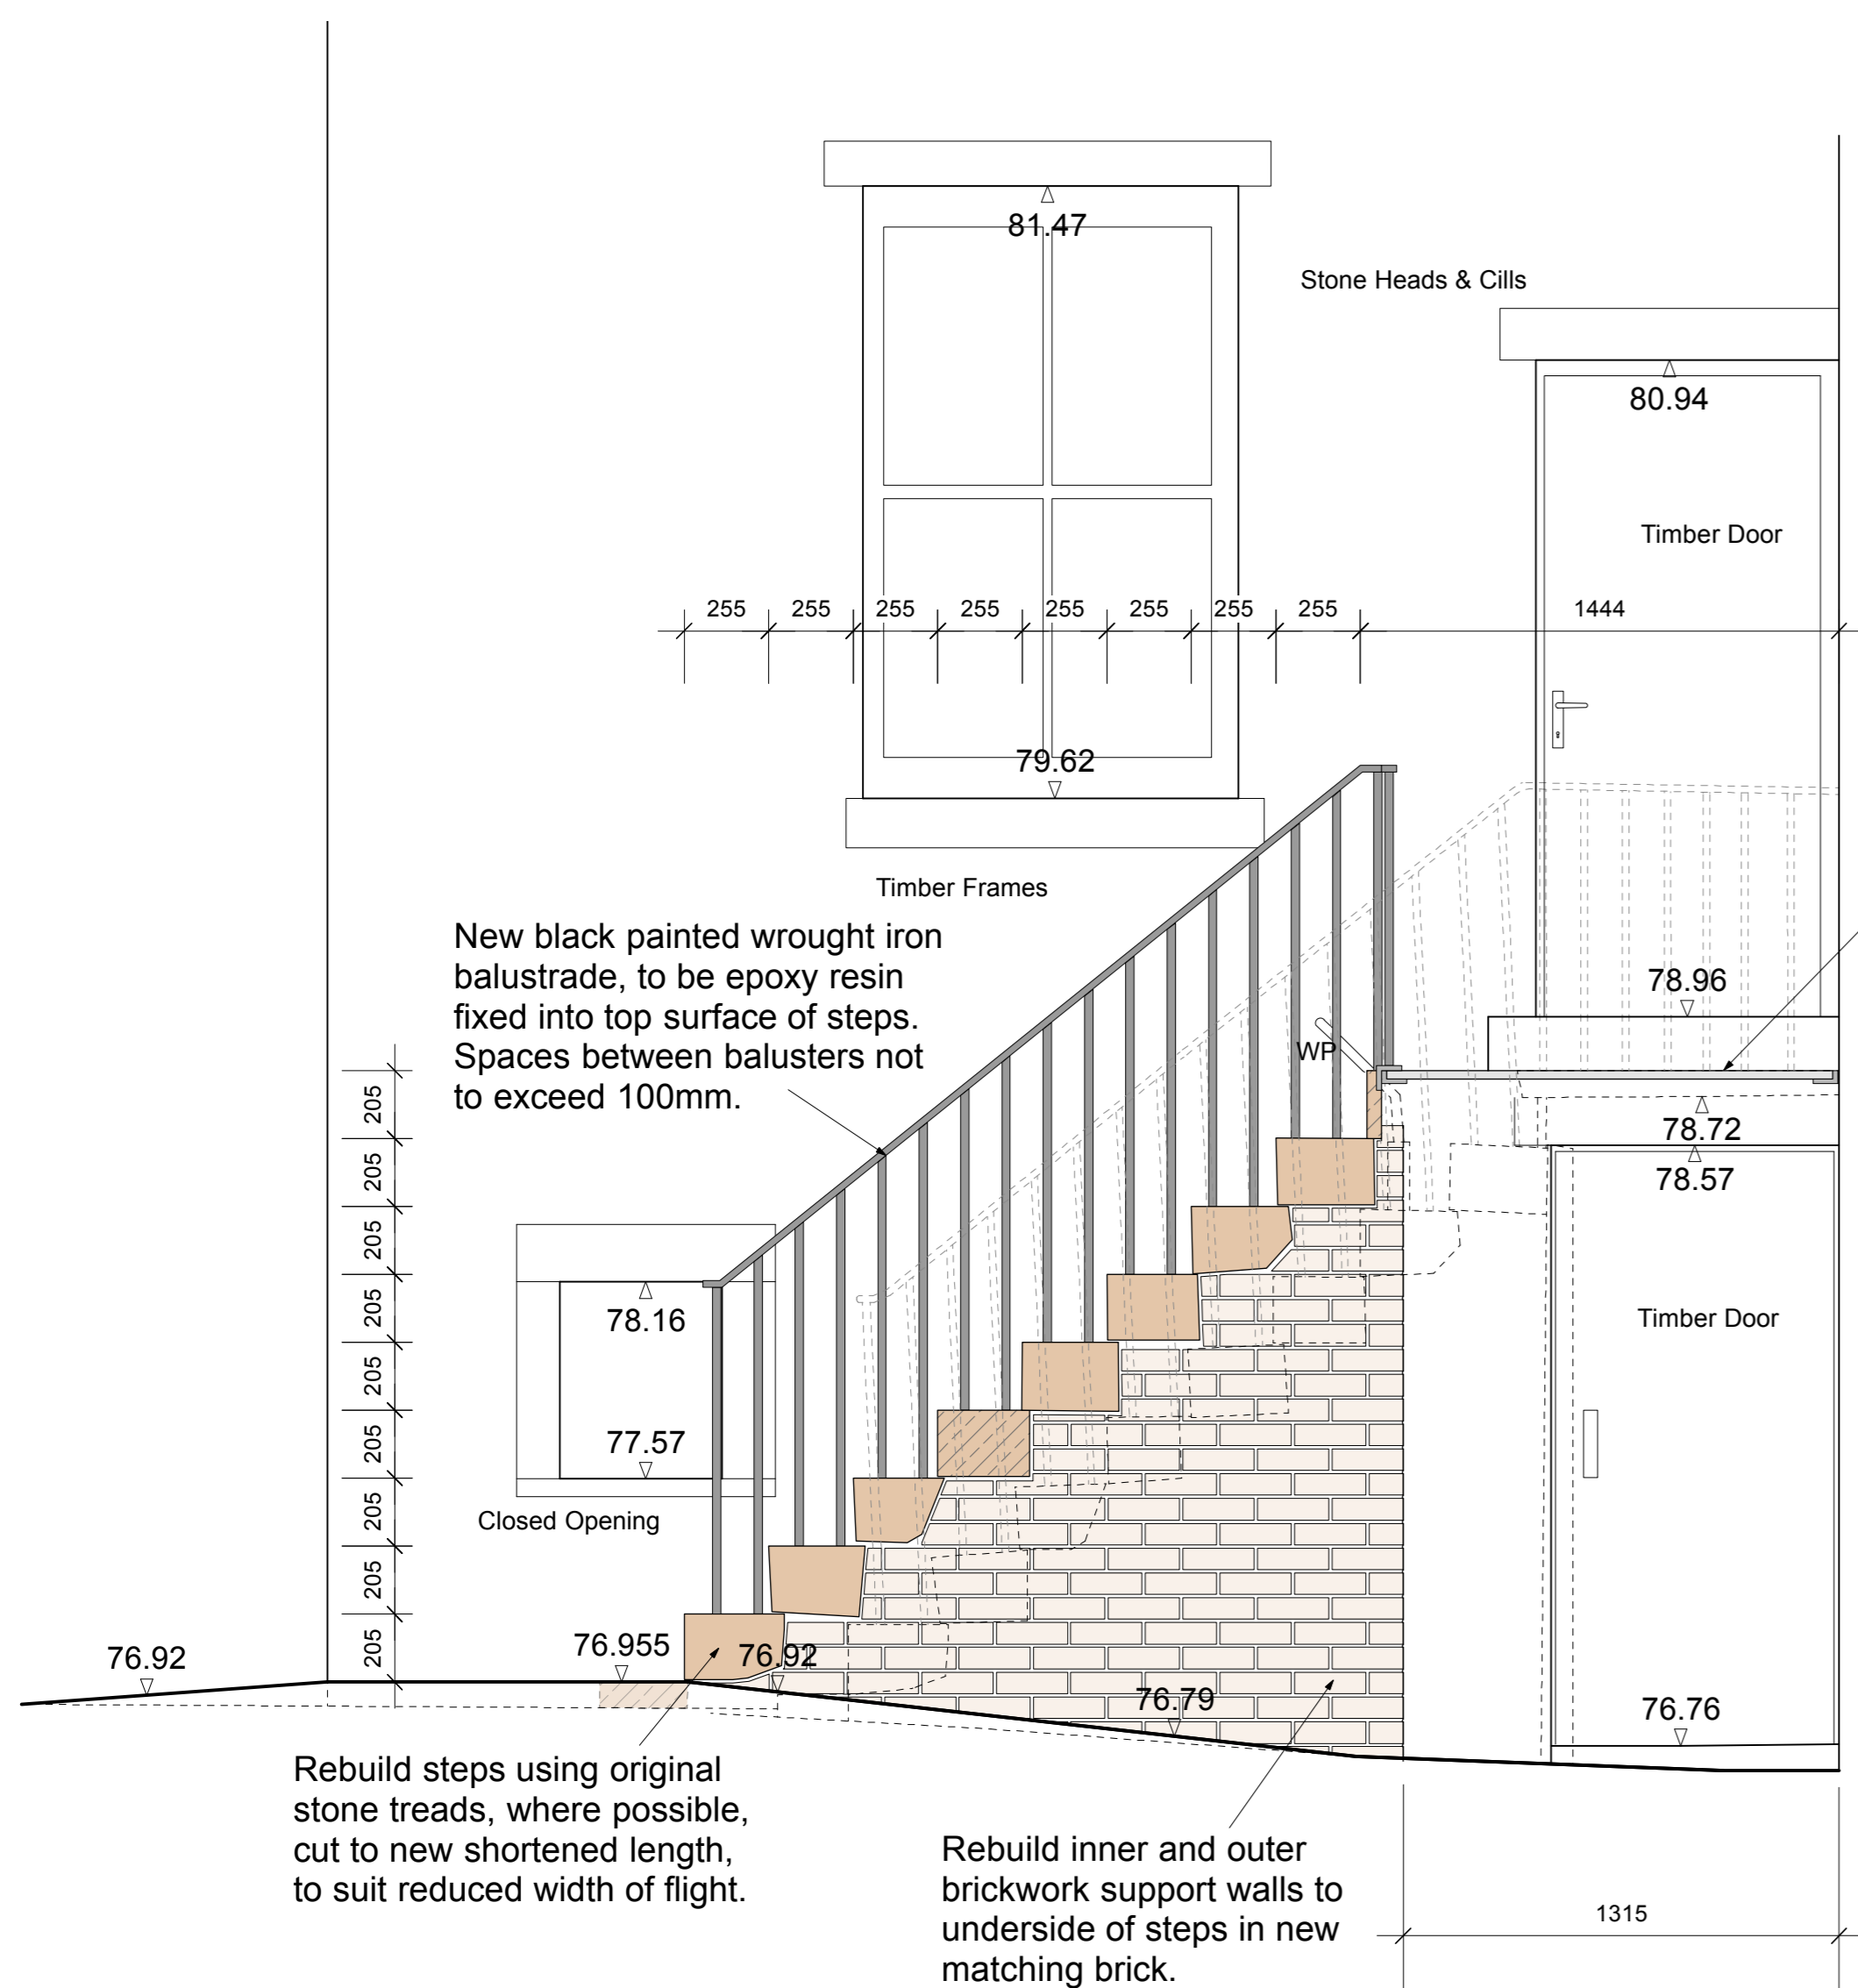 81.47
Stone Heads & Cills
80.94
Timber Door
255 255 255 255 255 255 255 255 1444
79.62
Timber Frames
New black painted wrought iron
balustrade, to be epoxy resin
fixed into top surface of steps.
Spaces between balusters not
to exceed 100mm.
78.96
WP
205
205
205
205
205
205
205
205
205
78.72
78.57
78.16
Timber Door
77.57
Closed Opening
76.92
76.955
76.92
76.79
76.76
Rebuild steps using original
stone treads, where possible,
cut to new shortened length,
to suit reduced width of flight.
Rebuild inner and outer
brickwork support walls to
underside of steps in new
matching brick.
1315